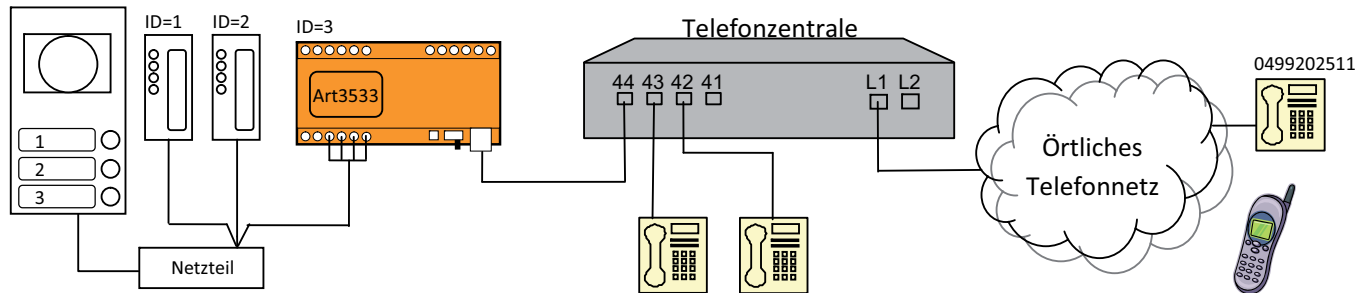 ID=1
ID=2
ID=3
Telefonzentrale
0499202511
Art3533
44 43 42 41
L1 L2
1
2
3
Örtliches
Telefonnetz
Netzteil